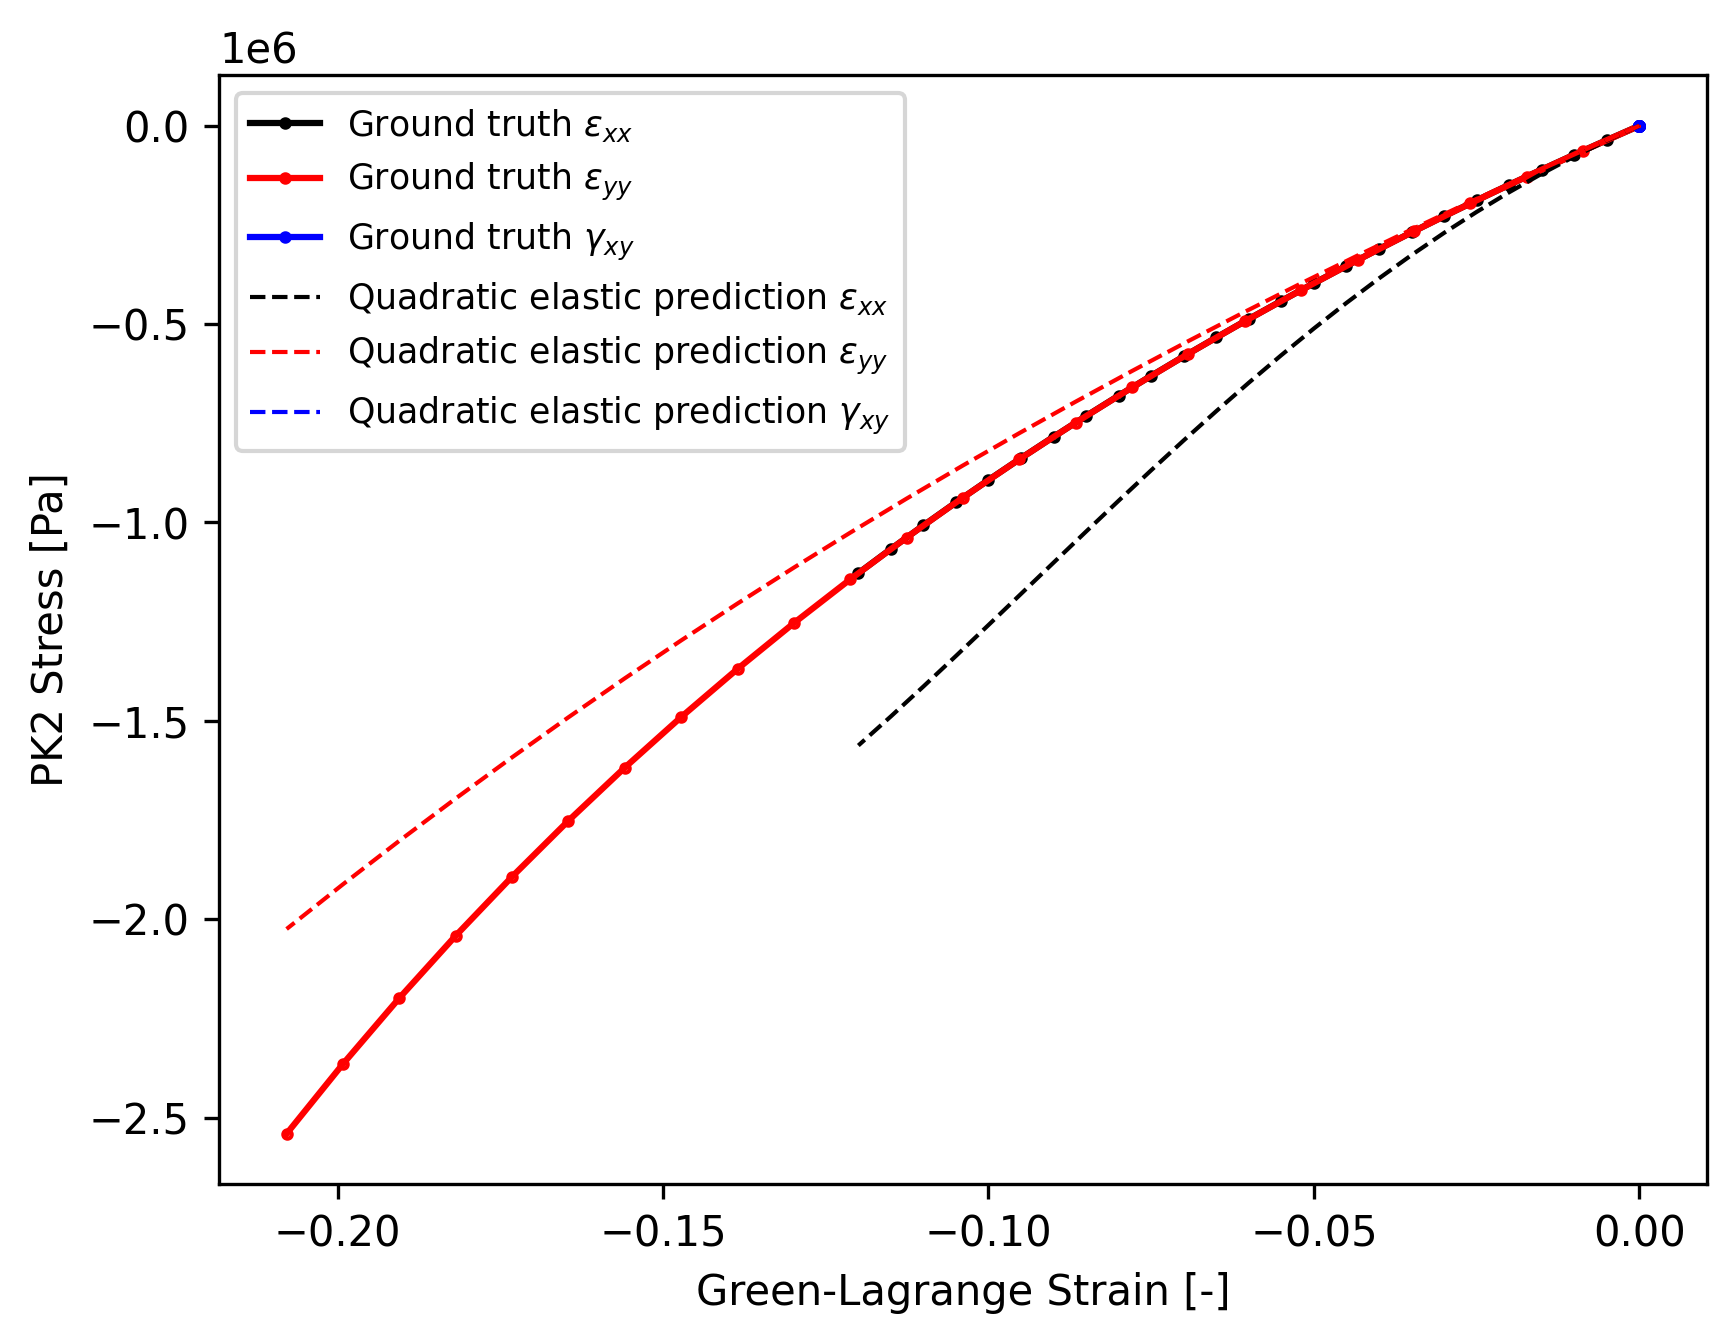 1e6
Ground truth εxx
Ground truth εyy
Ground truth γxy
Quadratic elastic prediction εxx
Quadratic elastic prediction εyy
Quadratic elastic prediction γxy
0.0
−0.5
−1.0
−1.5
−2.0
−2.5
PK2 Stress [Pa]
−0.20 −0.15 −0.10 −0.05 0.00
Green-Lagrange Strain [-]